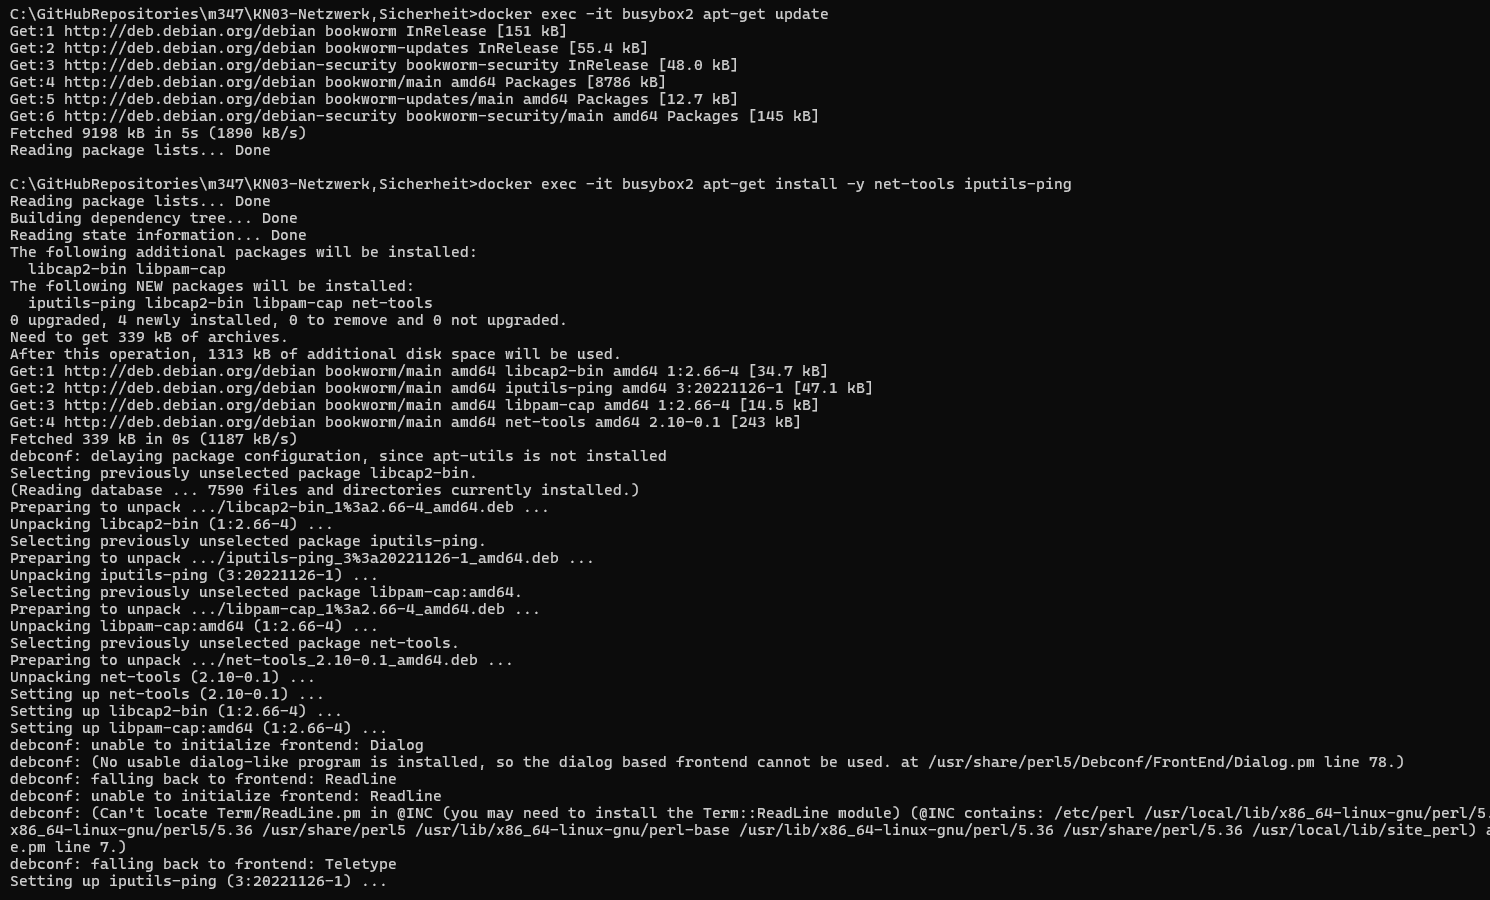 C:\GitHubRepositories\m347\KN03-Netzwerk,Sicherheit>docker exec -it busybox2 apt-get update
Get:1 http://deb.debian.org/debian bookworm InRelease [151 kB]
Get:2 http://deb.debian.org/debian bookworm-updates InRelease [55.4 kB]
Get:3 http://deb.debian.org/debian-security bookworm-security InRelease [48.0 kB]
Get:4 http://deb.debian.org/debian bookworm/main amd64 Packages [8786 kB]
Get:5 http://deb.debian.org/debian bookworm-updates/main amd64 Packages [12.7 kB]
Get:6 http://deb.debian.org/debian-security bookworm-security/main amd64 Packages [145 kB]
Fetched 9198 kB in 5s (1890 kB/s)
Reading package lists... Done
C:\GitHubRepositories\m347\KN03-Netzwerk,Sicherheit>docker exec -it busybox2 apt-get install -y net-tools iputils-ping
Reading package lists... Done
Building dependency tree... Done
Reading state information... Done
The following additional packages will be installed:
  libcap2-bin libpam-cap
The following NEW packages will be installed:
  iputils-ping libcap2-bin libpam-cap net-tools
0 upgraded, 4 newly installed, 0 to remove and 0 not upgraded.
Need to get 339 kB of archives.
After this operation, 1313 kB of additional disk space will be used.
Get:1 http://deb.debian.org/debian bookworm/main amd64 libcap2-bin amd64 1:2.66-4 [34.7 kB]
Get:2 http://deb.debian.org/debian bookworm/main amd64 iputils-ping amd64 3:20221126-1 [47.1 kB]
Get:3 http://deb.debian.org/debian bookworm/main amd64 libpam-cap amd64 1:2.66-4 [14.5 kB]
Get:4 http://deb.debian.org/debian bookworm/main amd64 net-tools amd64 2.10-0.1 [243 kB]
Fetched 339 kB in 0s (1187 kB/s)
debconf: delaying package configuration, since apt-utils is not installed
Selecting previously unselected package libcap2-bin.
(Reading database ... 7590 files and directories currently installed.)
Preparing to unpack .../libcap2-bin_1%3a2.66-4_amd64.deb ...
Unpacking libcap2-bin (1:2.66-4) ...
Selecting previously unselected package iputils-ping.
Preparing to unpack .../iputils-ping_3%3a20221126-1_amd64.deb ...
Unpacking iputils-ping (3:20221126-1) ...
Selecting previously unselected package libpam-cap:amd64.
Preparing to unpack .../libpam-cap_1%3a2.66-4_amd64.deb ...
Unpacking libpam-cap:amd64 (1:2.66-4) ...
Selecting previously unselected package net-tools.
Preparing to unpack .../net-tools_2.10-0.1_amd64.deb ...
Unpacking net-tools (2.10-0.1) ...
Setting up net-tools (2.10-0.1) ...
Setting up libcap2-bin (1:2.66-4) ...
Setting up libpam-cap:amd64 (1:2.66-4) ...
debconf: unable to initialize frontend: Dialog
debconf: (No usable dialog-like program is installed, so the dialog based frontend cannot be used. at /usr/share/perl5/Debconf/FrontEnd/Dialog.pm line 78.)
debconf: falling back to frontend: Readline
debconf: unable to initialize frontend: Readline
debconf: (Can't locate Term/ReadLine.pm in @INC (you may need to install the Term::ReadLine module) (@INC contains: /etc/perl /usr/local/lib/x86_64-linux-gnu/perl/5.
x86_64-linux-gnu/perl5/5.36 /usr/share/perl5 /usr/lib/x86_64-linux-gnu/perl-base /usr/lib/x86_64-linux-gnu/perl/5.36 /usr/share/perl/5.36 /usr/local/lib/site_perl) a
e.pm line 7.)
debconf: falling back to frontend: Teletype
Setting up iputils-ping (3:20221126-1) ...